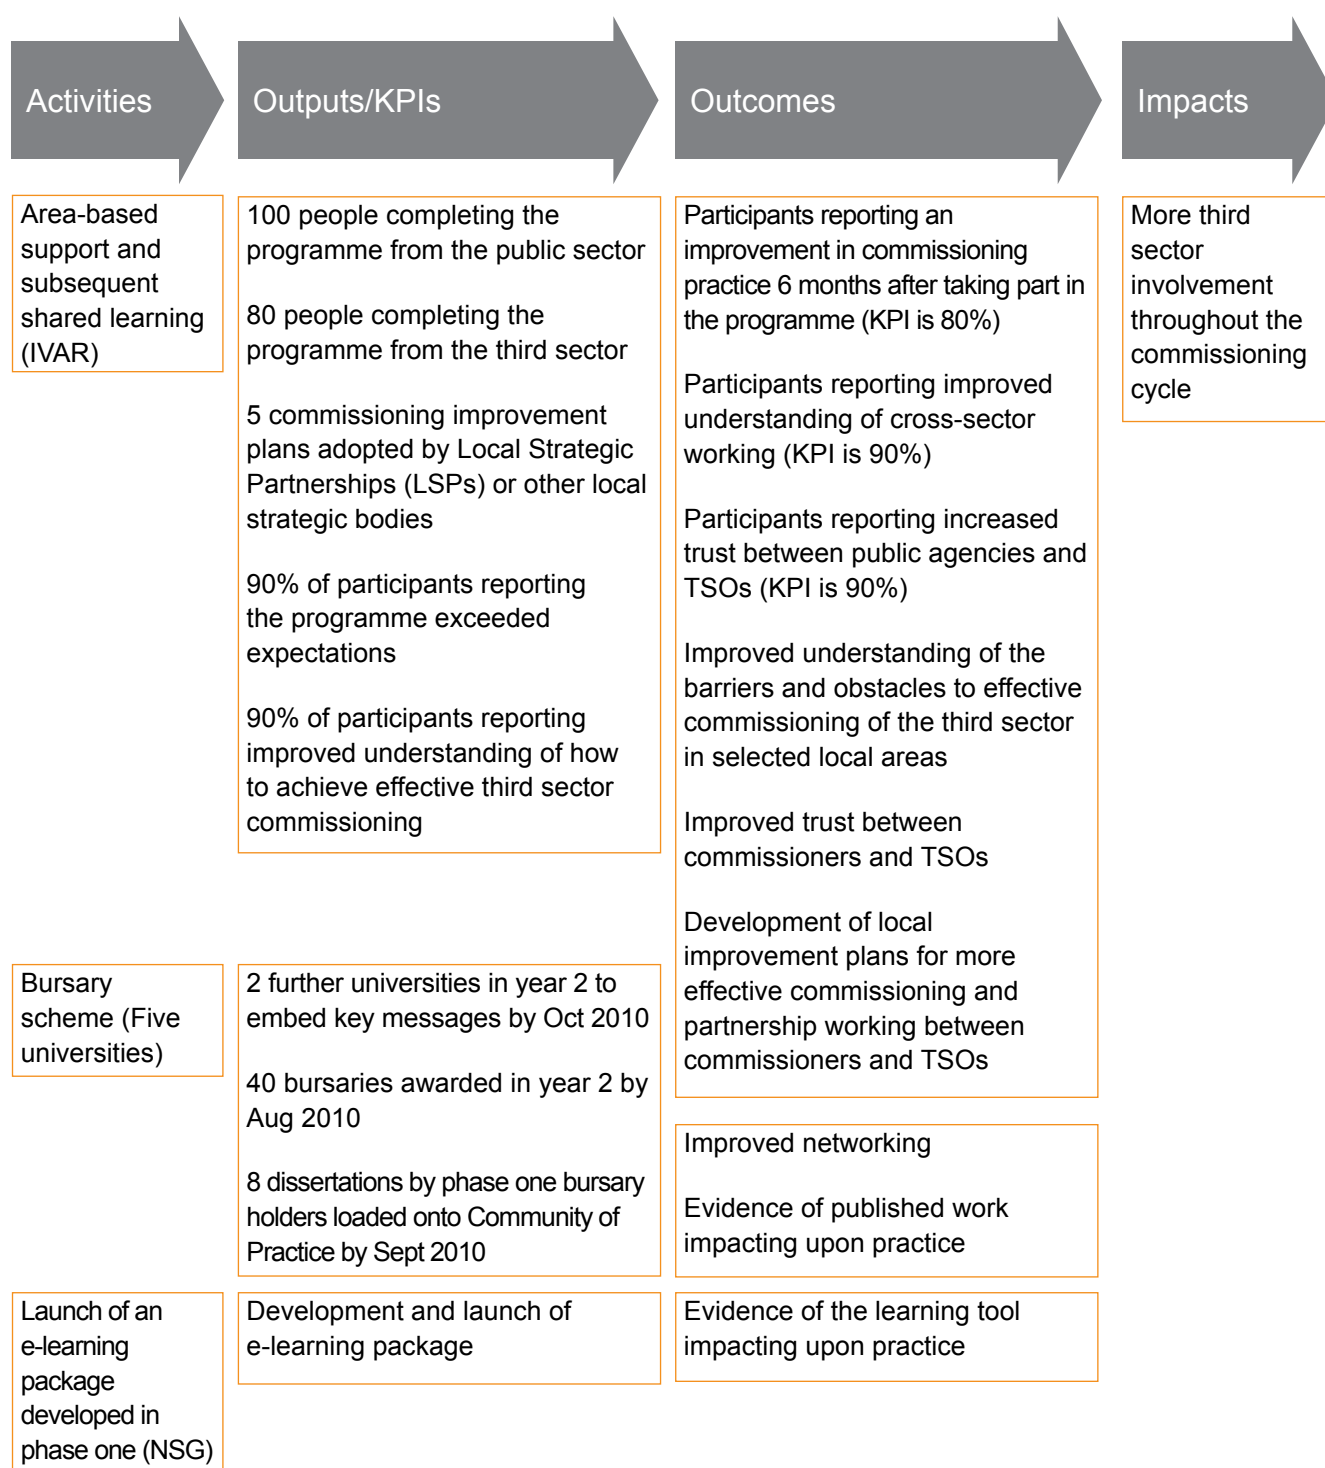 Activities
Outputs/KPIs
Outcomes
Impacts
Area-based
support and
subsequent
shared learning
(IVAR)
100 people completing the
programme from the public sector
80 people completing the
programme from the third sector
5 commissioning improvement
plans adopted by Local Strategic
Partnerships (LSPs) or other local
strategic bodies
90% of participants reporting
the programme exceeded
expectations
90% of participants reporting
improved understanding of how
to achieve effective third sector
commissioning
Participants reporting an
improvement in commissioning
practice 6 months after taking part in
the programme (KPI is 80%)
Participants reporting improved
understanding of cross-sector
working (KPI is 90%)
Participants reporting increased
trust between public agencies and
TSOs (KPI is 90%)
Improved understanding of the
barriers and obstacles to effective
commissioning of the third sector
in selected local areas
Improved trust between
commissioners and TSOs
Development of local
improvement plans for more
effective commissioning and
partnership working between
commissioners and TSOs
More third
sector
involvement
throughout the
commissioning
cycle
Bursary
scheme (Five
universities)
2 further universities in year 2 to
embed key messages by Oct 2010
40 bursaries awarded in year 2 by
Aug 2010
8 dissertations by phase one bursary
holders loaded onto Community of
Practice by Sept 2010
Improved networking
Evidence of published work
impacting upon practice
Launch of an
e-learning
package
developed in
phase one (NSG)
Development and launch of
e-learning package
Evidence of the learning tool
impacting upon practice